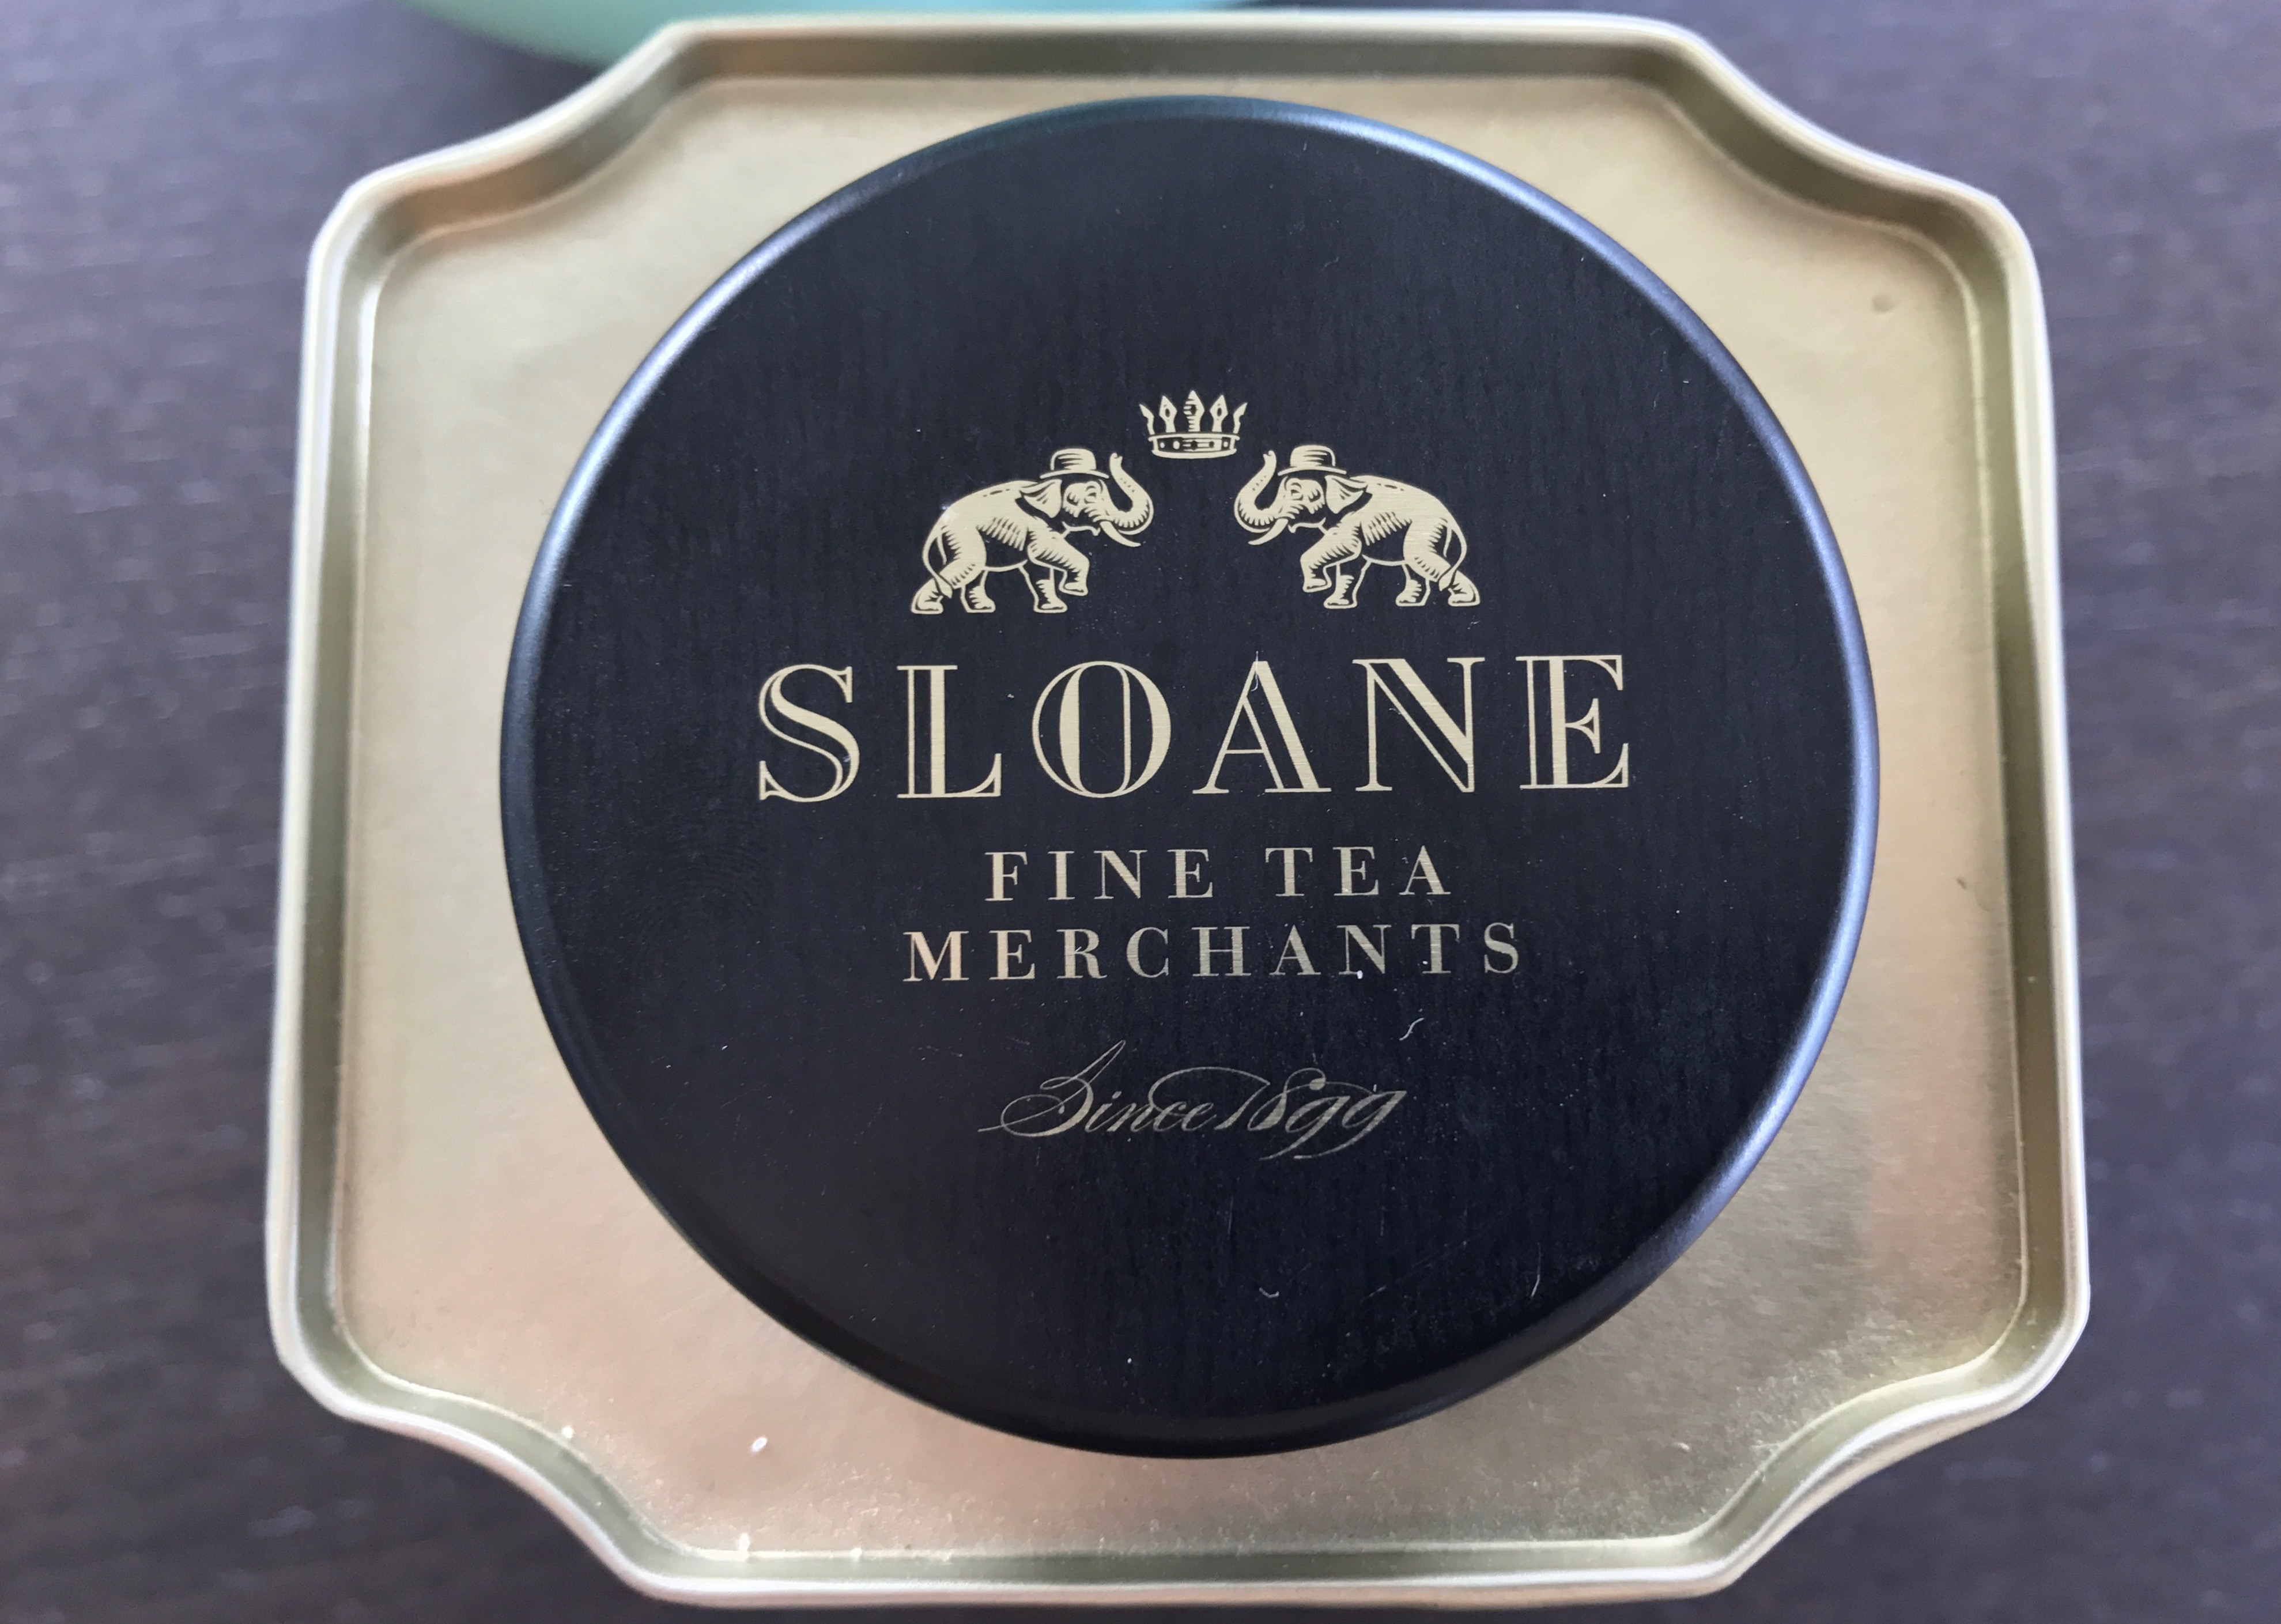 SLOANE
FINE TEA
MERCHANTS
Since 1899